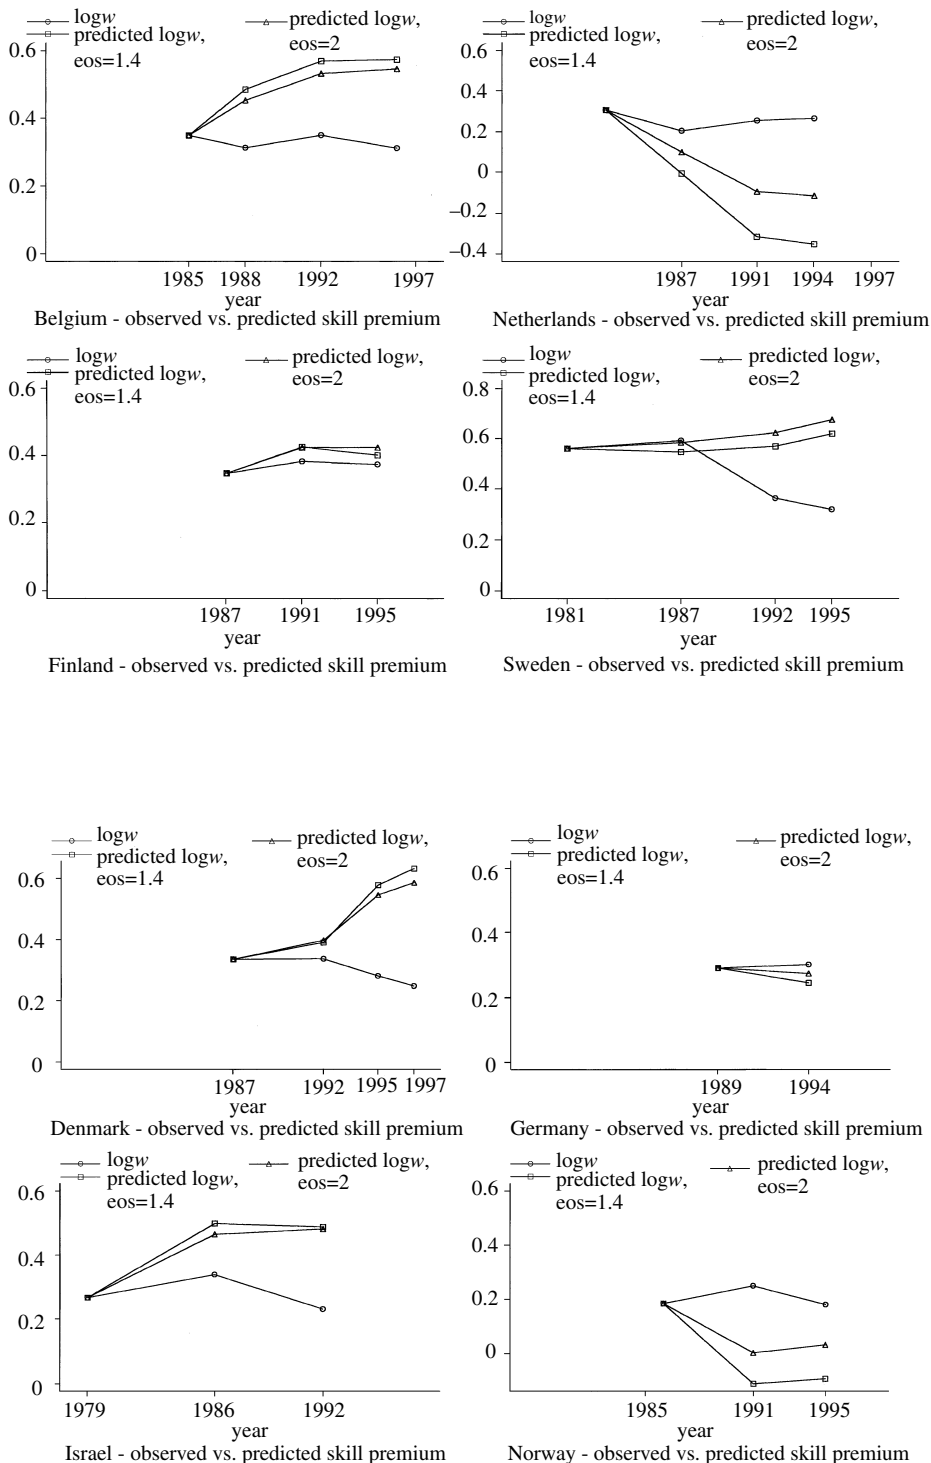 logw
predicted logw,
eos=1.4
predicted logw,
eos=2
0.6
0.4
0.2
0
1985 1988 1992 1997
year
Belgium - observed vs. predicted skill premium
logw
predicted logw,
eos=1.4
predicted logw,
eos=2
0.6
0.4
0.2
0
−0.2
−0.4
1987 1991 1994 1997
year
Netherlands - observed vs. predicted skill premium
logw
predicted logw,
eos=1.4
predicted logw,
eos=2
0.6
0.4
0.2
0
1987 1991 1995
year
Finland - observed vs. predicted skill premium
logw
predicted logw,
eos=1.4
predicted logw,
eos=2
0.8
0.6
0.4
0.2
0
1981 1987 1992 1995
year
Sweden - observed vs. predicted skill premium
logw
predicted logw,
eos=1.4
predicted logw,
eos=2
0.6
0.4
0.2
0
1987 1992 1995 1997
year
Denmark - observed vs. predicted skill premium
logw
predicted logw,
eos=1.4
predicted logw,
eos=2
0.6
0.4
0.2
0
1989 1994
year
Germany - observed vs. predicted skill premium
logw
predicted logw,
eos=1.4
predicted logw,
eos=2
0.6
0.4
0.2
0
1979 1986 1992
year
Israel - observed vs. predicted skill premium
logw
predicted logw,
eos=1.4
predicted logw,
eos=2
0.6
0.4
0.2
0
1985 1991 1995
year
Norway - observed vs. predicted skill premium